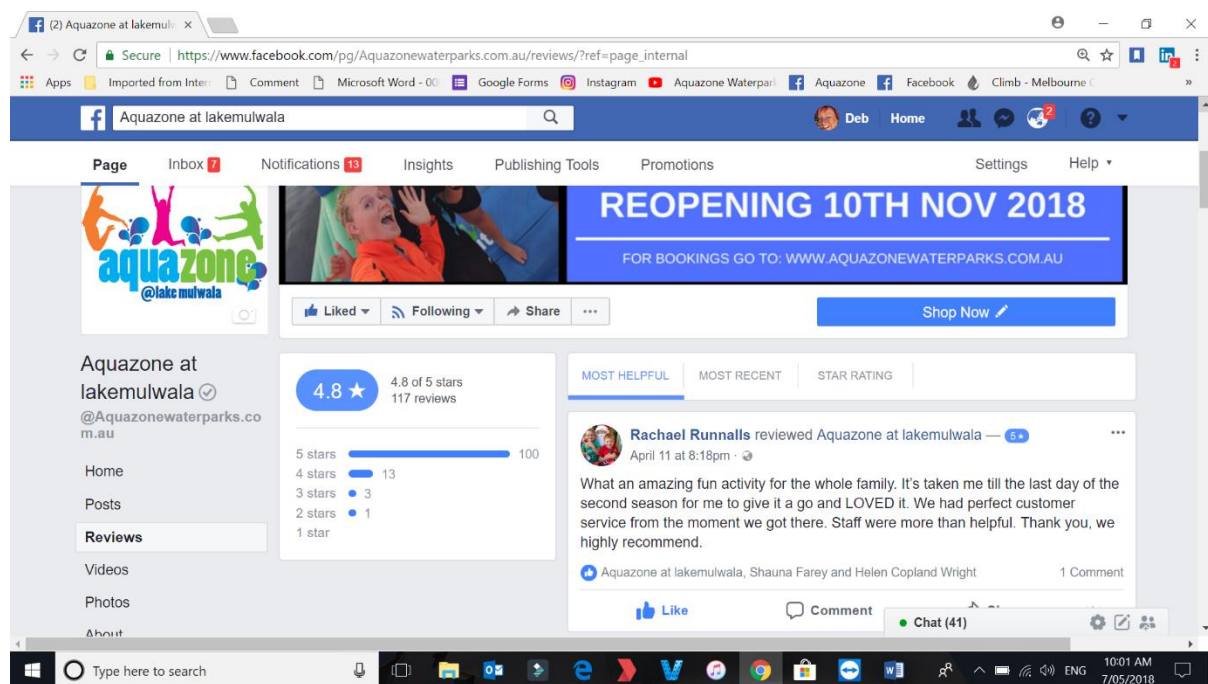 (2) Aquazone at lakemulw
Secure | https://www.facebook.com/pg/Aquazonewaterparks.com.au/reviews/?ref=page_internal
Apps Imported from Inter Comment Microsoft Word - 00 Google Forms Instagram Aquazone Waterpark Aquazone Facebook Climb - Melbourne C »
Aquazone at lakemulwala Deb Home 2
Page Inbox 7 Notifications 13 Insights Publishing Tools Promotions Settings Help
REOPENING 10TH NOV 2018
FOR BOOKINGS GO TO: WWW.AQUAZONEWATERPARKS.COM.AU
aquazone
@lake mulwala
Liked Following Share ... Shop Now
Aquazone at
lakemulwala
@Aquazonewaterparks.co
m.au
Home
Posts
Reviews
Videos
Photos
About
4.8 ★
4.8 of 5 stars
117 reviews
5 stars 100
4 stars 13
3 stars 3
2 stars 1
1 star
MOST HELPFUL MOST RECENT STAR RATING
Rachael Runnalls reviewed Aquazone at lakemulwala — 5★
April 11 at 8:18pm ·
What an amazing fun activity for the whole family. It's taken me till the last day of the
second season for me to give it a go and LOVED it. We had perfect customer
service from the moment we got there. Staff were more than helpful. Thank you, we
highly recommend.
Aquazone at lakemulwala, Shauna Farey and Helen Copland Wright 1 Comment
Like Comment
Chat (41)
Type here to search ENG 10:01 AM
7/05/2018